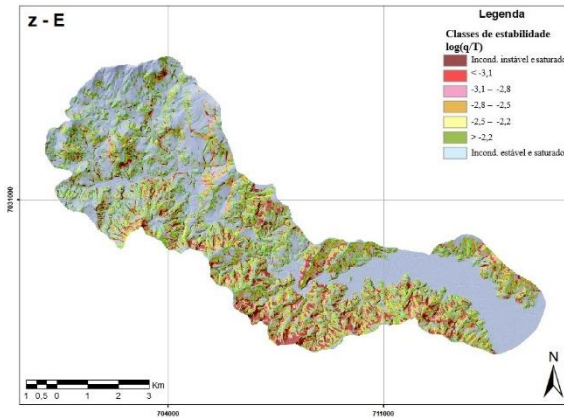 z - E
Legenda
Classes de estabilidade
log(q/T)
Incond. instável e saturado
< -3,1
-3,1 – -2,8
-2,8 – -2,5
-2,5 – -2,2
> -2,2
Incond. estável e saturado
7031000
N
Km
1 0,5 0 1 2 3
704000
711000